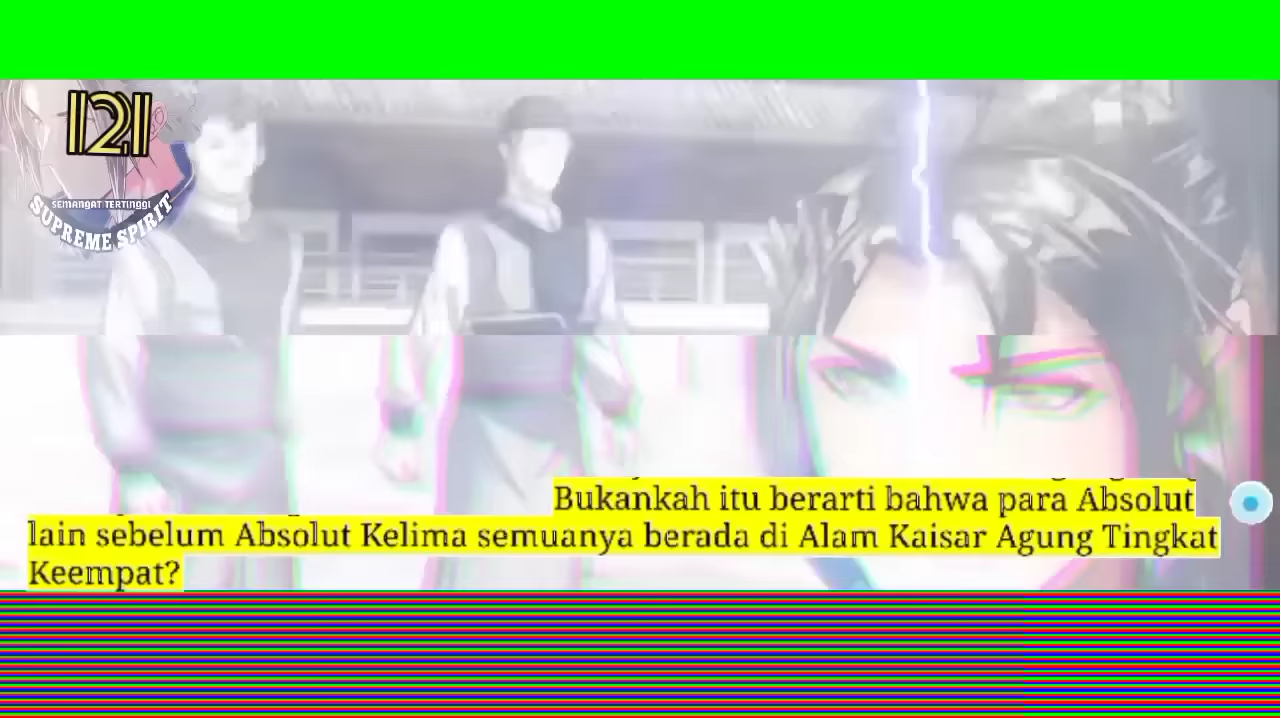 121
SEMANGAT TERTINGGI
SUPREME SPIRIT
Bukankah itu berarti bahwa para Absolut
lain sebelum Absolut Kelima semuanya berada di Alam Kaisar Agung Tingkat
Keempat?